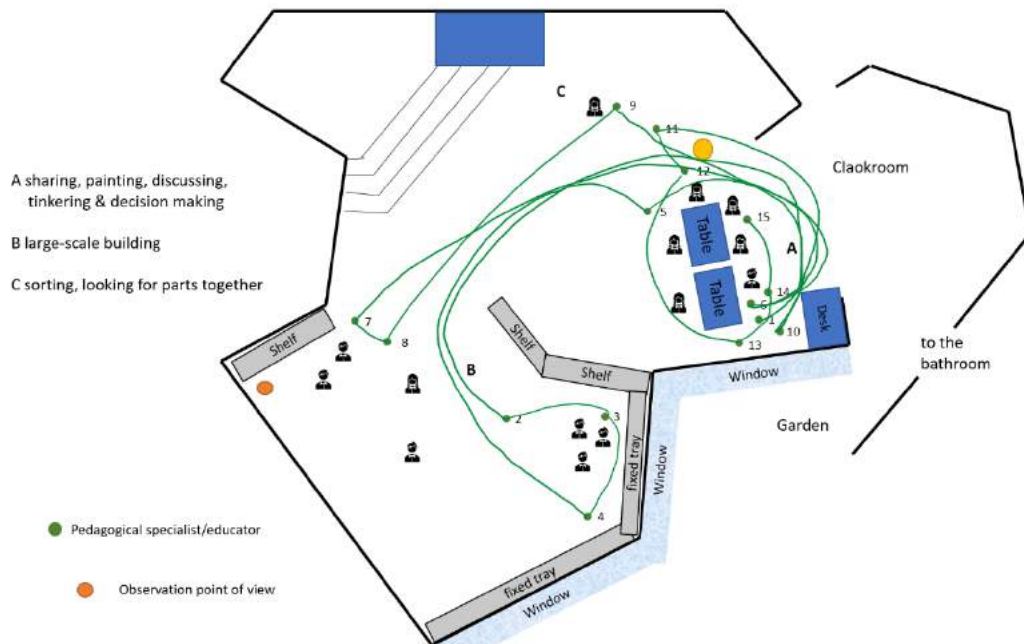 C
9
11
12
Claokroom
A sharing, painting, discussing,
tinkering & decision making
5
15
Table
A
B large-scale building
C sorting, looking for parts together
Table
14
6
1
Desk
7
10
13
8
Shelf
Shelf
to the
bathroom
Shelf
B
Window
2
3
Garden
fixed tray
Window
4
Pedagogical specialist/educator
fixed tray
Observation point of view
Window